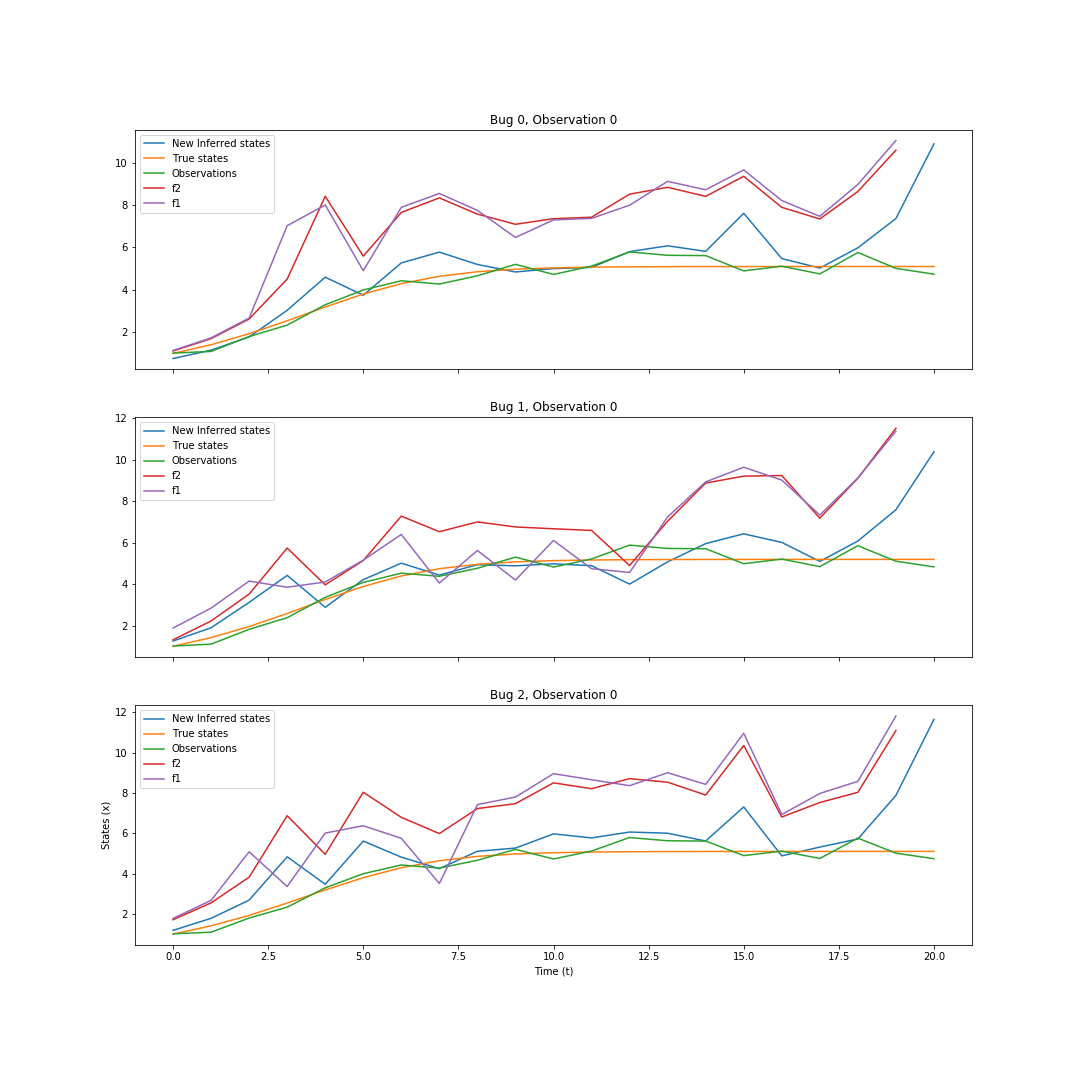 Bug 0, Observation 0
New Inferred states
True states
Observations
f2
f1
10
8
6
4
2
Bug 1, Observation 0
New Inferred states
True states
Observations
f2
f1
12
10
8
6
4
2
Bug 2, Observation 0
New Inferred states
True states
Observations
f2
f1
12
10
8
6
4
2
States (x)
0.0 2.5 5.0 7.5 10.0 12.5 15.0 17.5 20.0
Time (t)